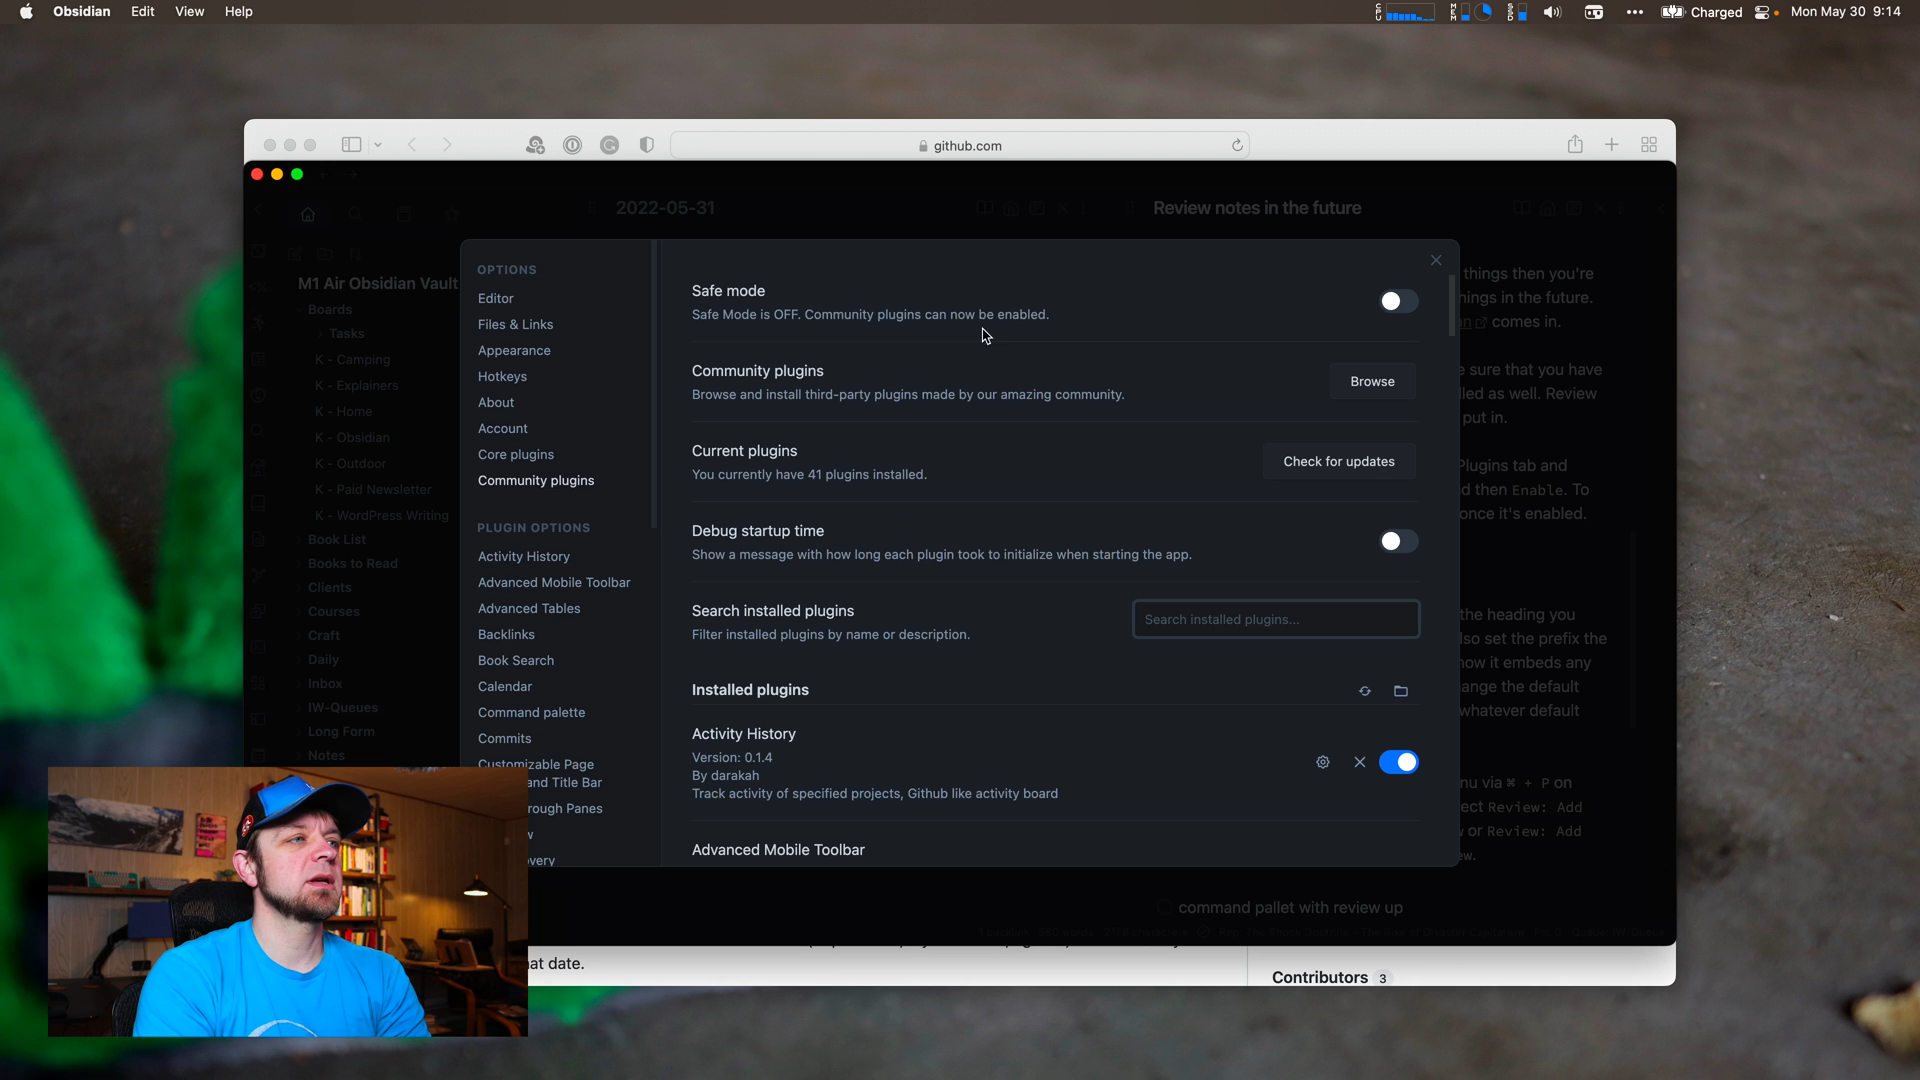 Obsidian Edit View Help
CPU MEM SSD Charged Mon May 30 9:14
github.com
2022-05-31
Review notes in the future
M1 Air Obsidian Vault
Boards
Tasks
K - Camping
K - Explainers
K - Home
K - Obsidian
K - Outdoor
K - Paid Newsletter
K - WordPress Writing
Book List
Books to Read
Clients
Courses
Craft
Daily
Inbox
IW-Queues
Long Form
Notes
OPTIONS
Editor
Files & Links
Appearance
Hotkeys
About
Account
Core plugins
Community plugins
PLUGIN OPTIONS
Activity History
Advanced Mobile Toolbar
Advanced Tables
Backlinks
Book Search
Calendar
Command palette
Commits
Customizable Page
and Title Bar
rough Panes
w
overy
Safe mode
Safe Mode is OFF. Community plugins can now be enabled.
Community plugins
Browse and install third-party plugins made by our amazing community.
Browse
Current plugins
You currently have 41 plugins installed.
Check for updates
Debug startup time
Show a message with how long each plugin took to initialize when starting the app.
Search installed plugins
Filter installed plugins by name or description.
Search installed plugins...
Installed plugins
Activity History
Version: 0.1.4
By darakah
Track activity of specified projects, Github like activity board
Advanced Mobile Toolbar
things then you're
hings in the future.
comes in.
sure that you have
led as well. Review
put in.
Plugins tab and
d then Enable. To
once it's enabled.
the heading you
lso set the prefix the
how it embeds any
ange the default
whatever default
nu via ⌘ + P on
ect Review: Add
or Review: Add
ew.
command pallet with review up
at date.
Contributors 3